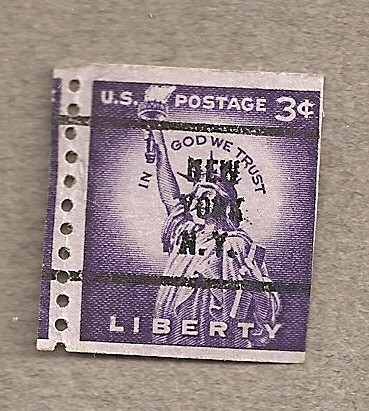 U.S. POSTAGE 3¢
IN GOD WE TRUST
NEW
YORK
N.Y.
LIBERTY